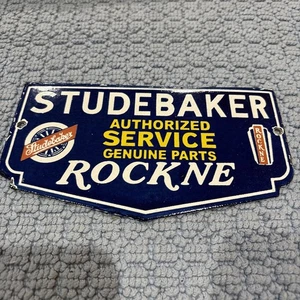 STUDEBAKER
AUTHORIZED
SERVICE
GENUINE PARTS
Studebaker
ROCKNE
ROCKNE